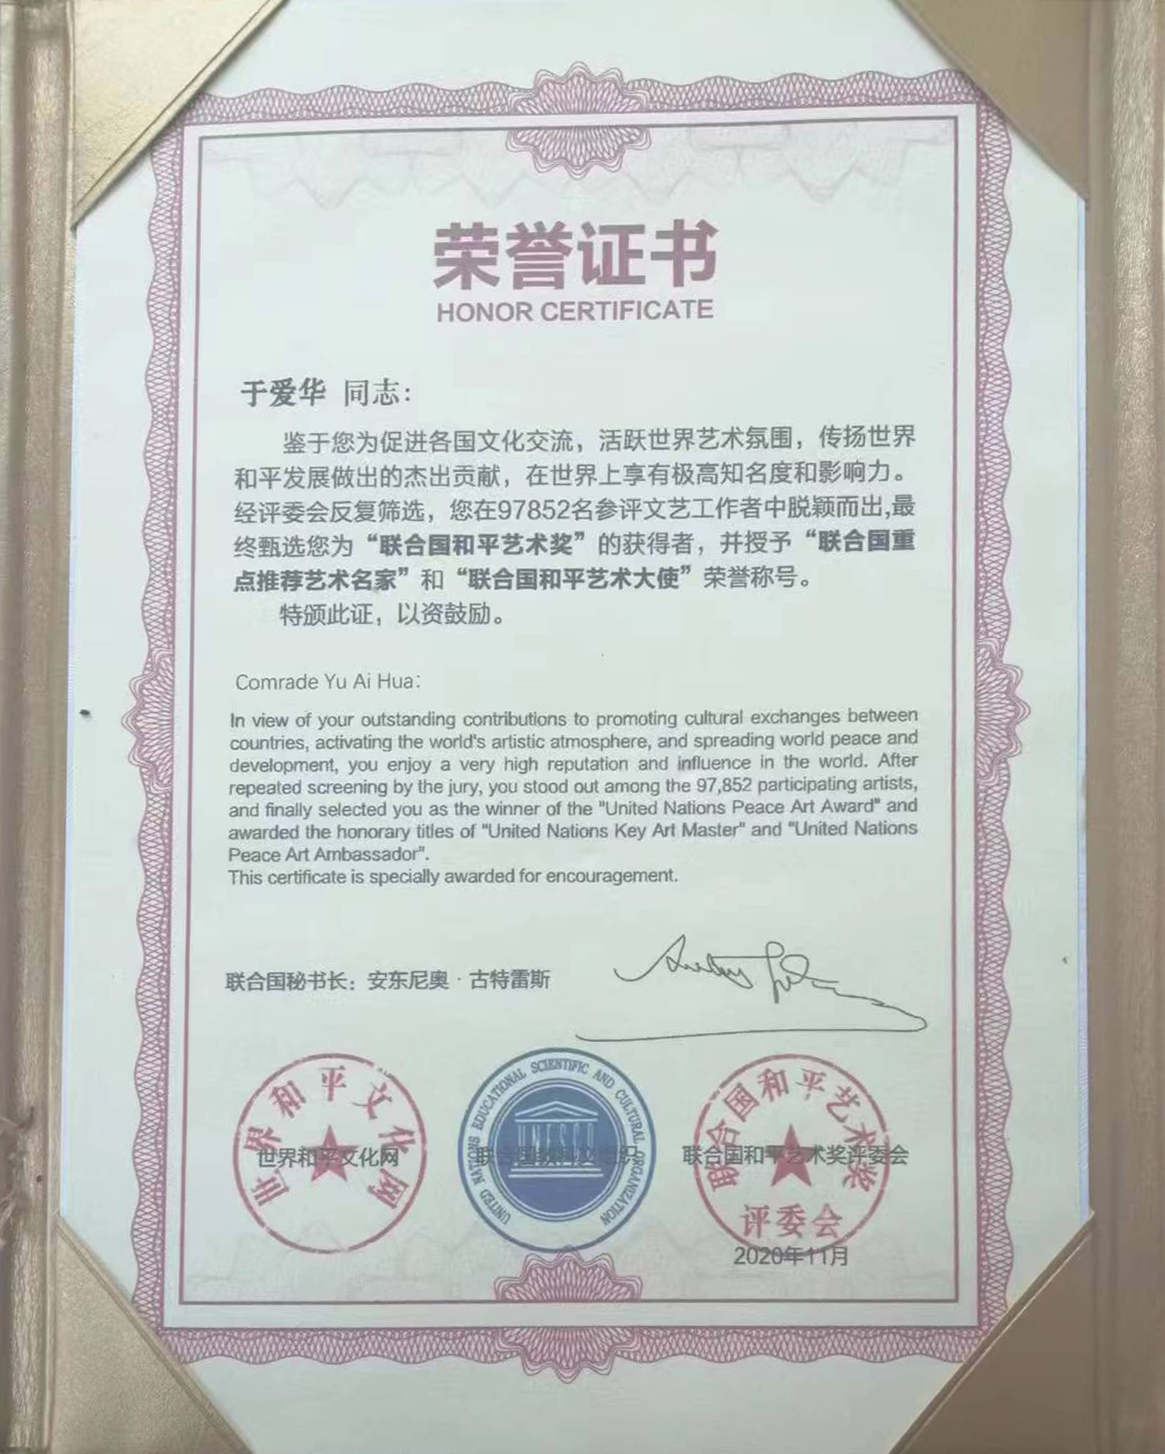 荣誉证书
HONOR CERTIFICATE
于爱华 同志：
鉴于您为促进各国文化交流，活跃世界艺术氛围，传扬世界
和平发展做出的杰出贡献，在世界上享有极高知名度和影响力。
经评委会反复筛选，您在97852名参评文艺工作者中脱颖而出,最
终甄选您为“联合国和平艺术奖”的获得者，并授予“联合国重
点推荐艺术名家”和“联合国和平艺术大使”荣誉称号。
特颁此证，以资鼓励。
Comrade Yu Ai Hua:
In view of your outstanding contributions to promoting cultural exchanges between
countries, activating the world's artistic atmosphere, and spreading world peace and
development, you enjoy a very high reputation and influence in the world. After
repeated screening by the jury, you stood out among the 97,852 participating artists,
and finally selected you as the winner of the "United Nations Peace Art Award" and
awarded the honorary titles of "United Nations Key Art Master" and "United Nations
Peace Art Ambassador".
This certificate is specially awarded for encouragement.
联合国秘书长：安东尼奥·古特雷斯
世界和平文化网
世界和平文化网
UNITED NATIONS EDUCATIONAL SCIENTIFIC AND CULTURAL ORGANIZATION
UNESCO
联合国教科文组织
联合国和平艺术奖
联合国和平艺术奖评委会
评委会
2020年11月